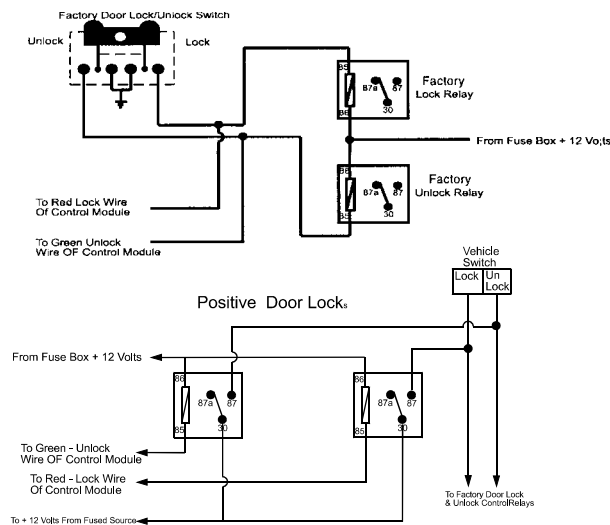 Factory Door Lock/Unlock Switch
Unlock
Lock
85
87a
87
30
86
Factory
Lock Relay
From Fuse Box + 12 Vo;ts
86
87a
87
30
85
Factory
Unlock Relay
To Red Lock Wire
Of Control Module
To Green Unlock
Wire OF Control Module
Vehicle
Switch
Lock
Un
Lock
Positive Door Locks
From Fuse Box + 12 Volts
86
87a
87
30
85
86
87a
87
30
85
To Green - Unlock
Wire OF Control Module
To Red - Lock Wire
Of Control Module
To + 12 Volts From Fused Source
To Factory Door Lock
& Unlock ControlRelays